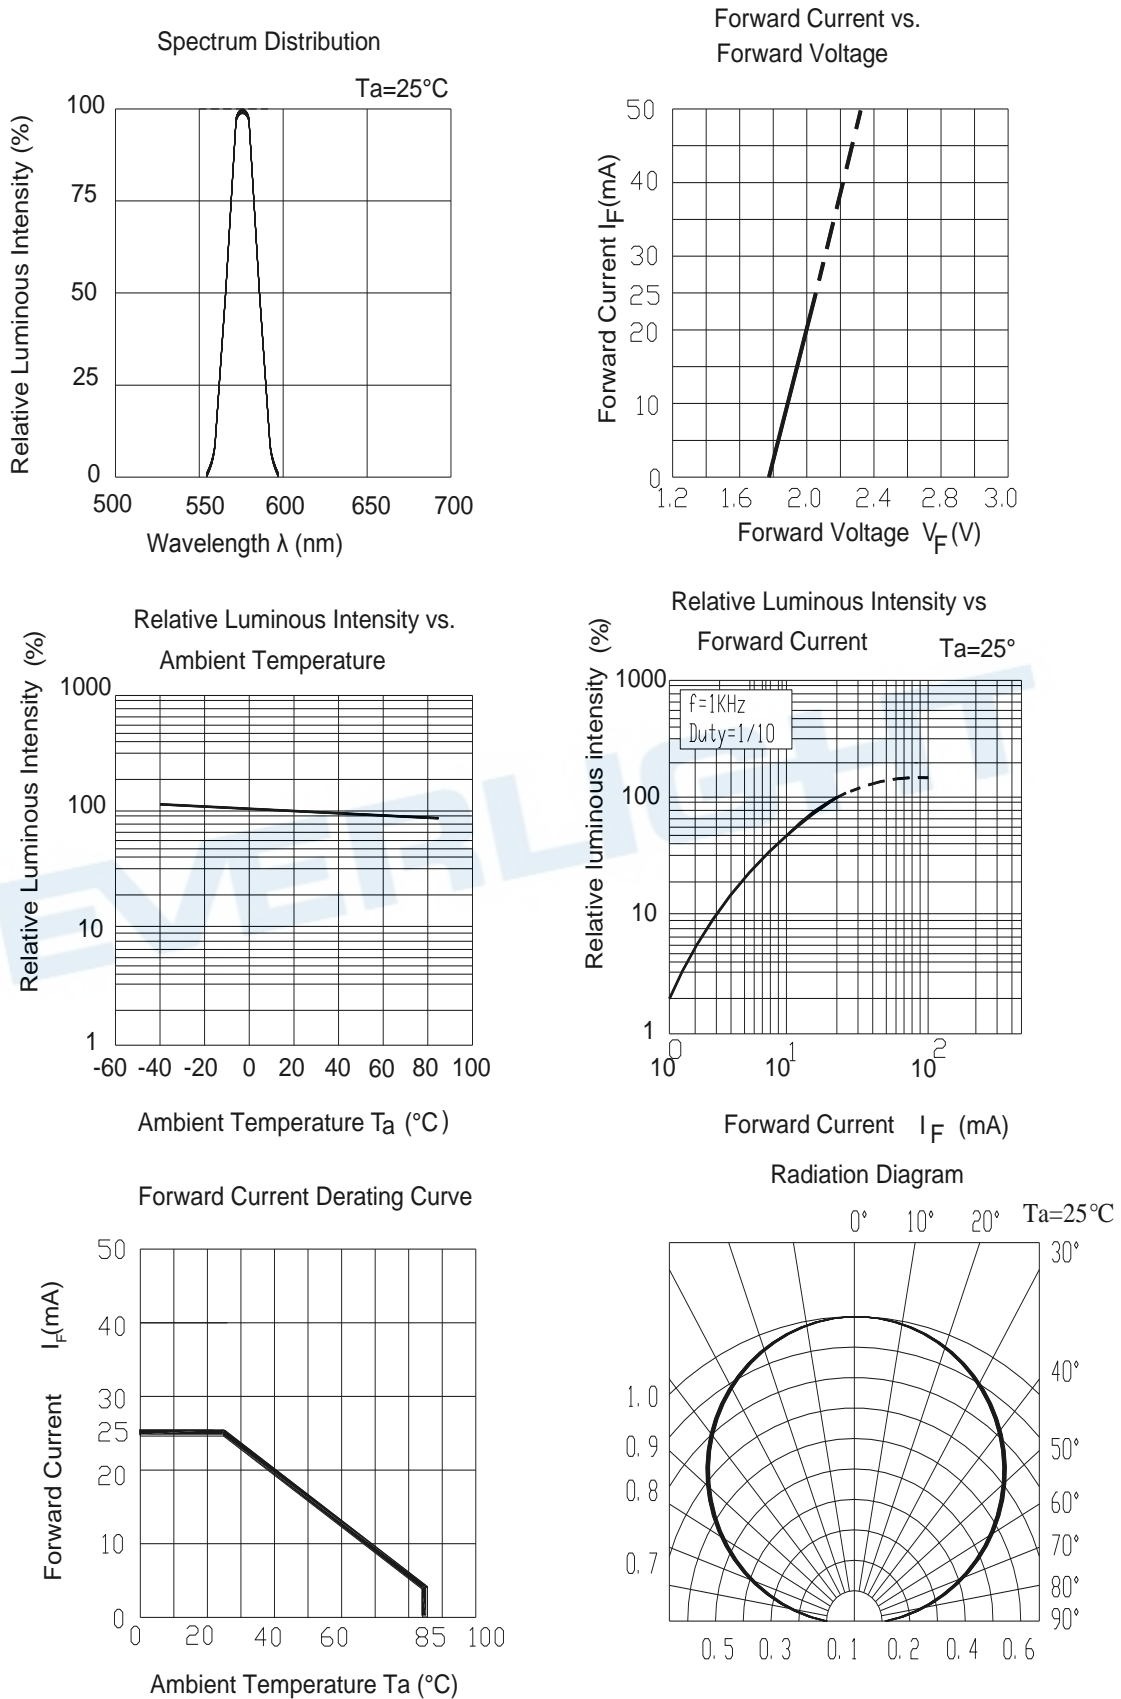 Spectrum Distribution
Ta=25°C
Relative Luminous Intensity (%)
100
75
50
25
0
500 550 600 650 700
Wavelength λ (nm)
Forward Current vs.
Forward Voltage
Forward Current IF(mA)
50
40
30
25
20
10
0
1.2 1.6 2.0 2.4 2.8 3.0
Forward Voltage VF(V)
Relative Luminous Intensity vs.
Ambient Temperature
Relative Luminous Intensity (%)
1000
100
10
1
-60 -40 -20 0 20 40 60 80 100
Ambient Temperature Ta (°C)
Relative Luminous Intensity vs
Forward Current Ta=25°
Relative luminous intensity (%)
f=1KHz
Duty=1/10
1000
100
10
1
10^0 10^1 10^2
Forward Current IF (mA)
EVERLIGHT
Forward Current Derating Curve
Forward Current IF(mA)
50
40
30
25
20
10
0
0 20 40 85 100
Ambient Temperature Ta (°C)
Radiation Diagram
0° 10° 20° Ta=25℃
30°
40°
50°
60°
70°
80°
90°
1.0
0.9
0.8
0.7
0.5 0.3 0.1 0.2 0.4 0.6